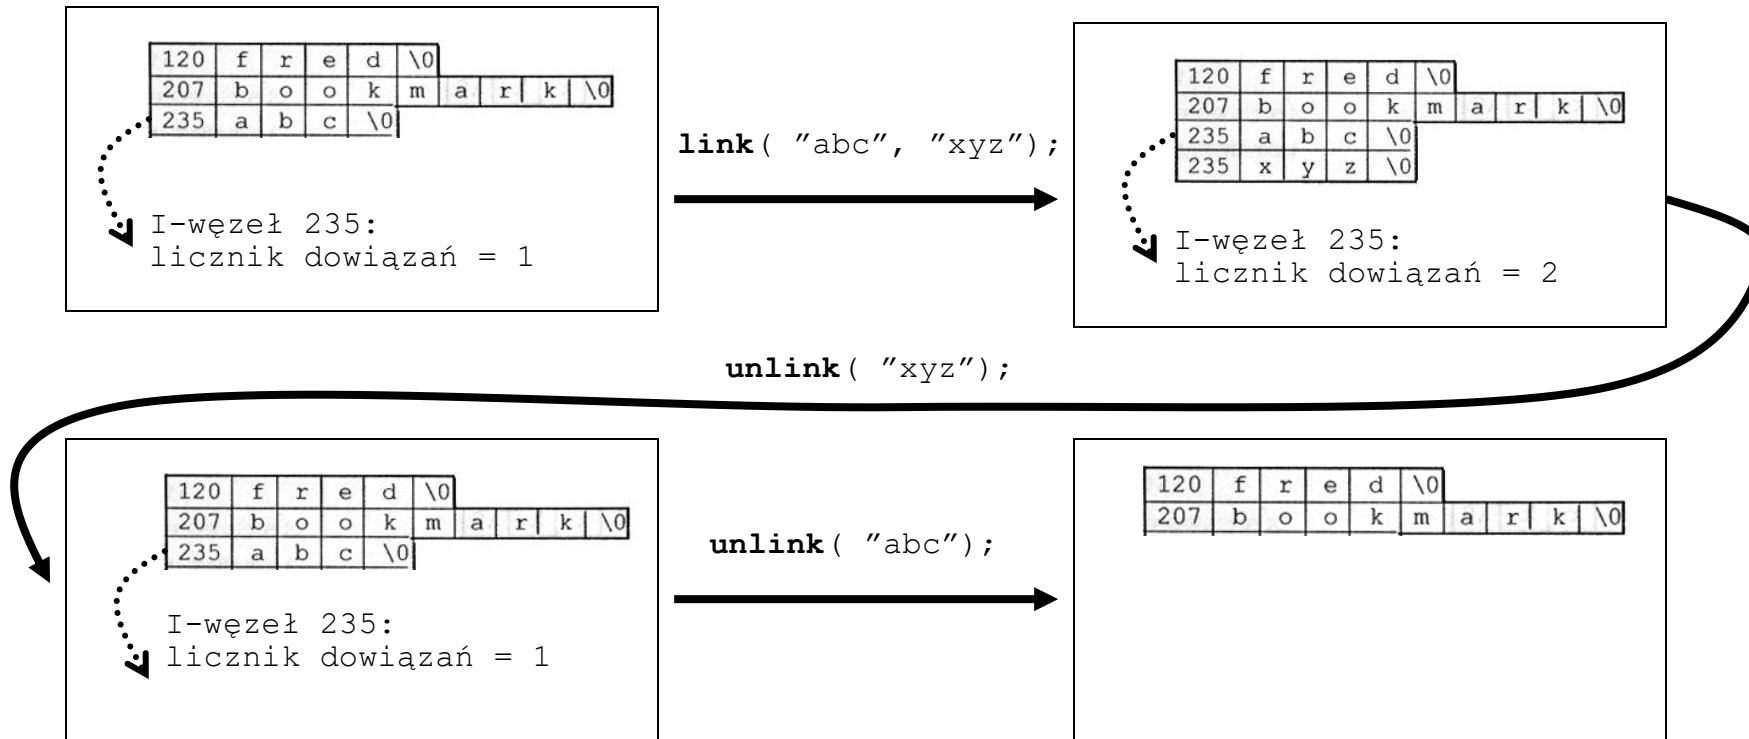 120 f r e d \0
207 b o o k m a r k \0
235 a b c \0
I-węzeł 235:
licznik dowiązań = 1
link( ″abc″, ″xyz″);
120 f r e d \0
207 b o o k m a r k \0
235 a b c \0
235 x y z \0
I-węzeł 235:
licznik dowiązań = 2
unlink( ″xyz″);
120 f r e d \0
207 b o o k m a r k \0
235 a b c \0
I-węzeł 235:
licznik dowiązań = 1
unlink( ″abc″);
120 f r e d \0
207 b o o k m a r k \0